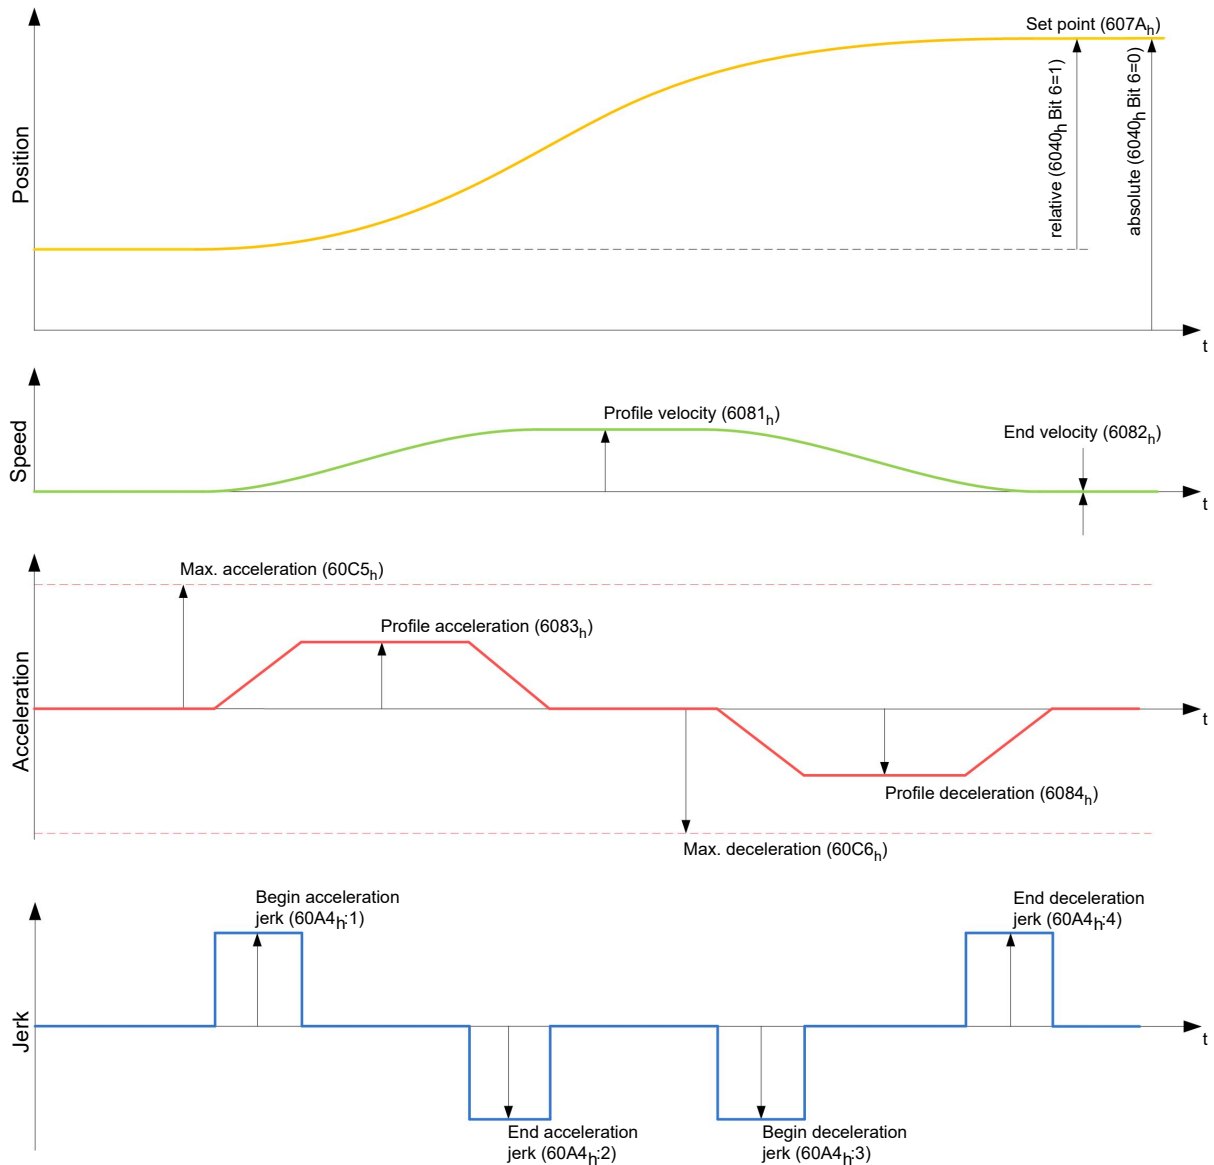 Set point (607Ah)
Position
relative (6040h Bit 6=1)
absolute (6040h Bit 6=0)
t
Speed
Profile velocity (6081h)
End velocity (6082h)
t
Acceleration
Max. acceleration (60C5h)
Profile acceleration (6083h)
t
Profile deceleration (6084h)
Max. deceleration (60C6h)
Jerk
Begin acceleration
jerk (60A4h:1)
End deceleration
jerk (60A4h:4)
t
End acceleration
jerk (60A4h:2)
Begin deceleration
jerk (60A4h:3)